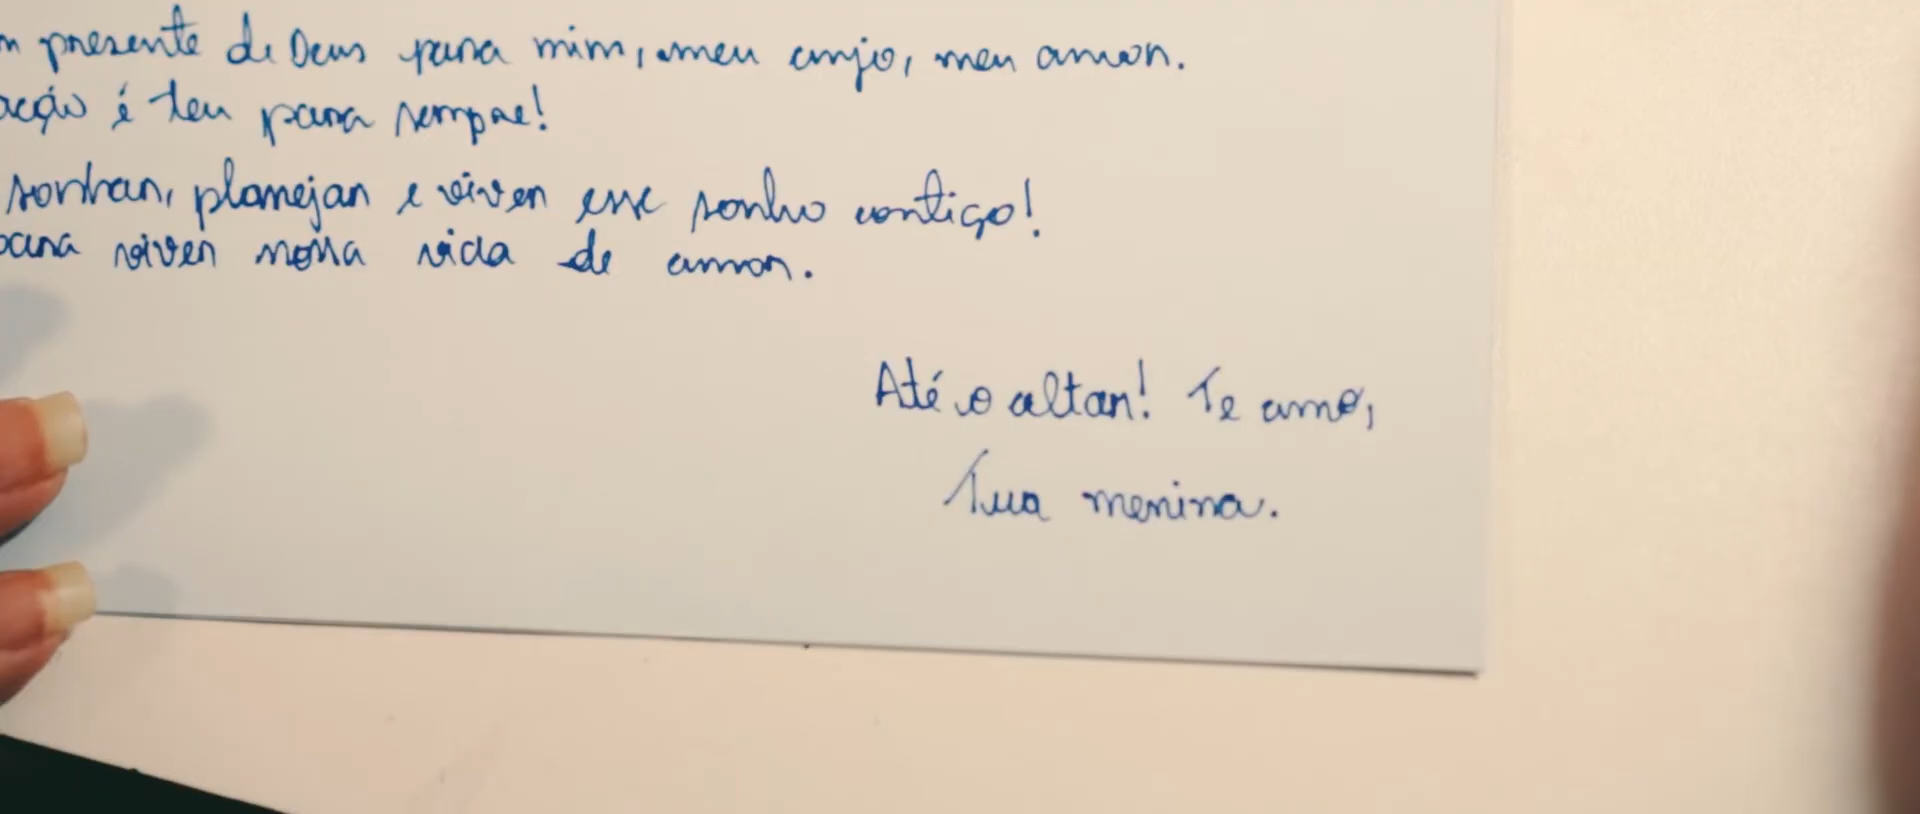 presente de Deus para mim, meu anjo, meu amor.
é teu para sempre!
sonhar, planejar e viver esse sonho contigo!
viver nossa vida de amor.
Até o altar! Te amo,
Tua menina.